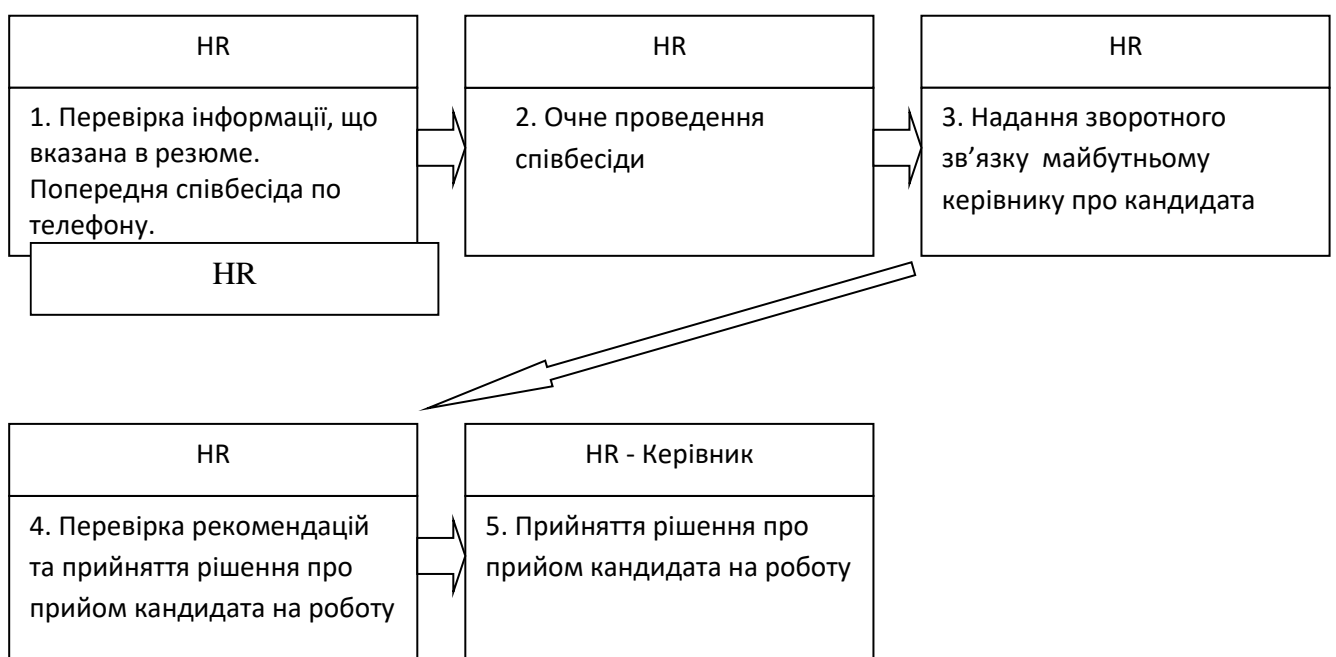 HR
1. Перевірка інформації, що
вказана в резюме.
Попередня співбесіда по
телефону.
HR
2. Очне проведення
співбесіди
HR
3. Надання зворотного
зв’язку майбутньому
керівнику про кандидата
HR
HR
4. Перевірка рекомендацій
та прийняття рішення про
прийом кандидата на роботу
HR - Керівник
5. Прийняття рішення про
прийом кандидата на роботу